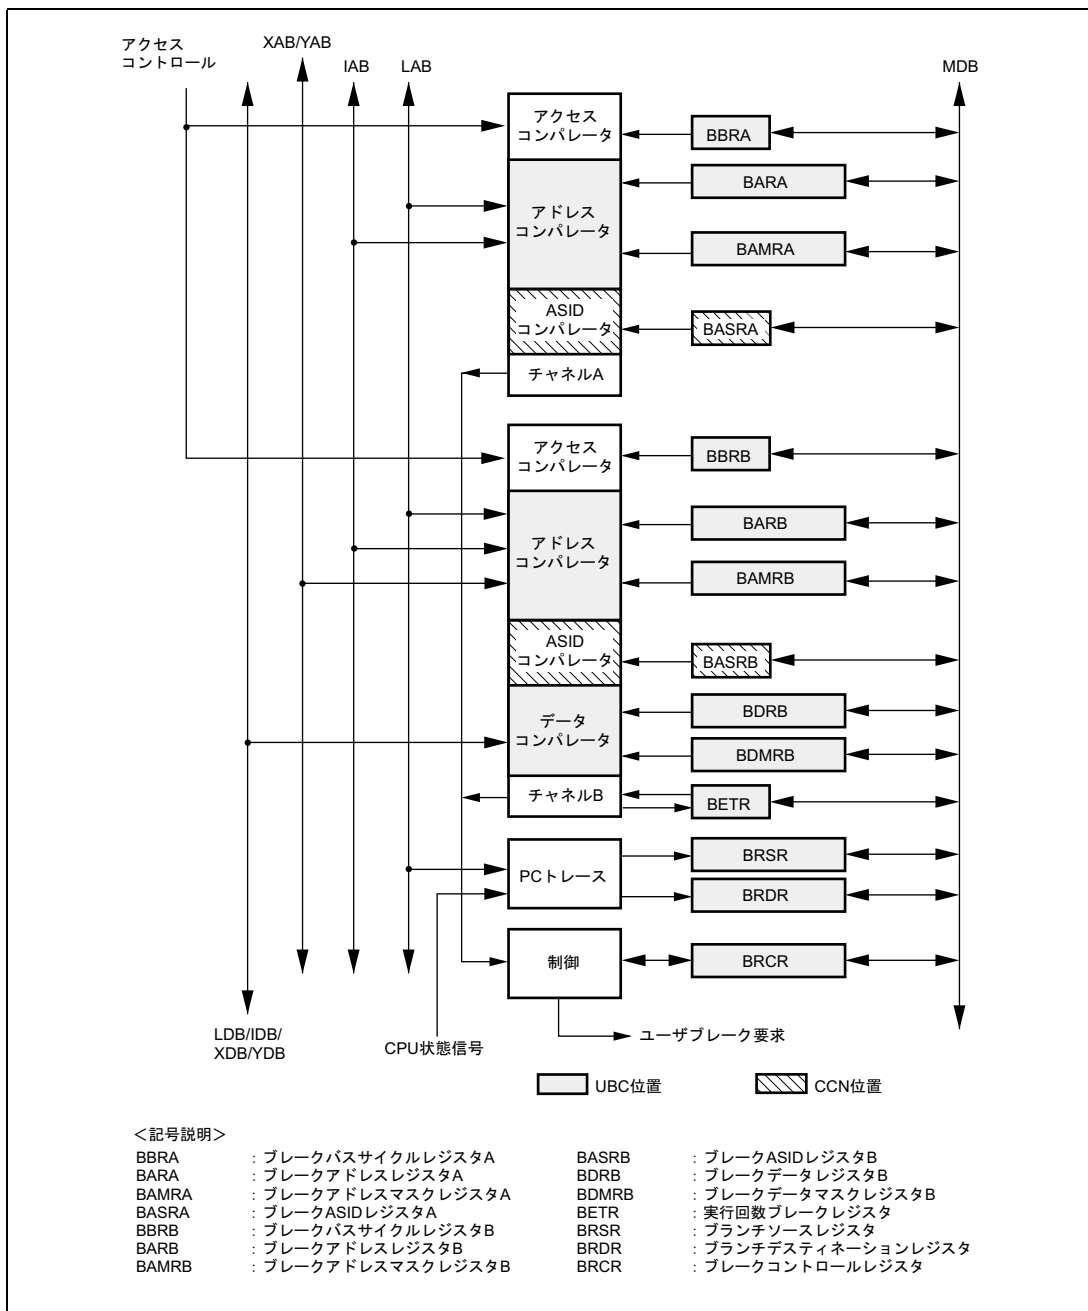 アクセス
コントロール
XAB/YAB
IAB
LAB
MDB
アクセス
コンパレータ
BBRA
アドレス
コンパレータ
BARA
BAMRA
ASID
コンパレータ
BASRA
チャネルA
アクセス
コンパレータ
BBRB
アドレス
コンパレータ
BARB
BAMRB
ASID
コンパレータ
BASRB
データ
コンパレータ
BDRB
BDMRB
チャネルB
BETR
PCトレース
BRSR
BRDR
制御
BRCR
LDB/IDB/
XDB/YDB
CPU状態信号
ユーザブレーク要求
UBC位置
CCN位置
<記号説明>
BBRA : ブレークバスサイクルレジスタA
BARA : ブレークアドレスレジスタA
BAMRA : ブレークアドレスマスクレジスタA
BASRA : ブレークASIDレジスタA
BBRB : ブレークバスサイクルレジスタB
BARB : ブレークアドレスレジスタB
BAMRB : ブレークアドレスマスクレジスタB
BASRB : ブレークASIDレジスタB
BDRB : ブレークデータレジスタB
BDMRB : ブレークデータマスクレジスタB
BETR : 実行回数ブレークレジスタ
BRSR : ブランチソースレジスタ
BRDR : ブランチデスティネーションレジスタ
BRCR : ブレークコントロールレジスタ